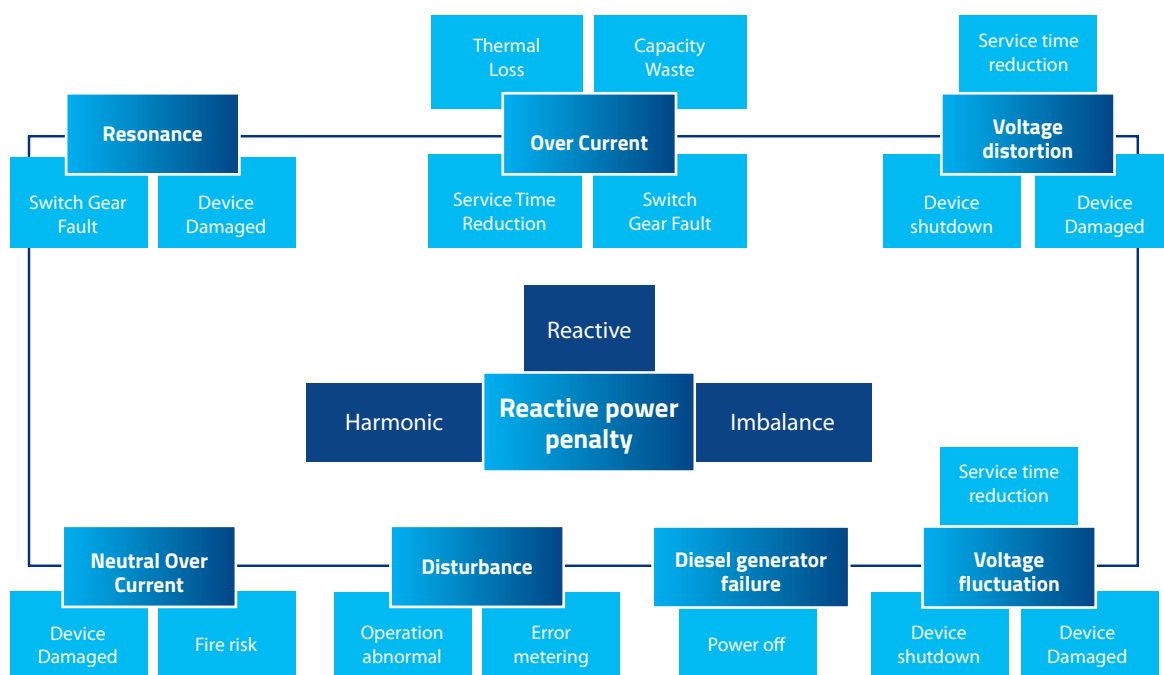 Thermal
Loss
Capacity
Waste
Service time
reduction
Resonance
Over Current
Voltage
distortion
Switch Gear
Fault
Device
Damaged
Service Time
Reduction
Switch
Gear Fault
Device
shutdown
Device
Damaged
Reactive
Harmonic
Reactive power
penalty
Imbalance
Service time
reduction
Neutral Over
Current
Disturbance
Diesel generator
failure
Voltage
fluctuation
Device
Damaged
Fire risk
Operation
abnormal
Error
metering
Power off
Device
shutdown
Device
Damaged